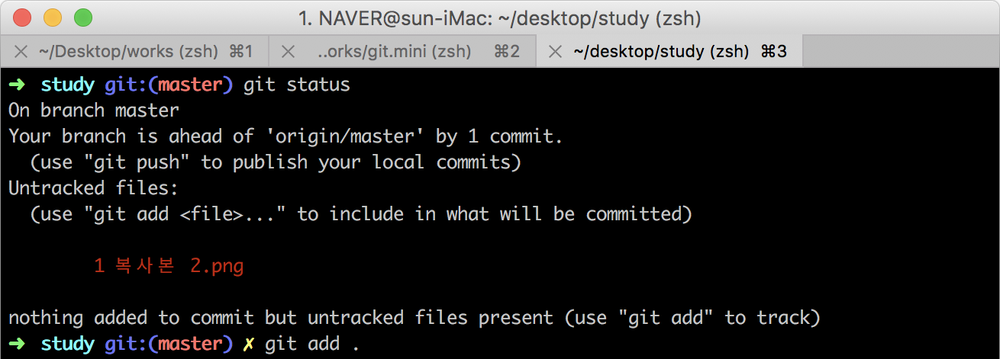 1. NAVER@sun-iMac: ~/desktop/study (zsh)
~/Desktop/works (zsh) ⌘1 ..orks/git.mini (zsh) ⌘2 ~/desktop/study (zsh) ⌘3
➜ study git:(master) git status
On branch master
Your branch is ahead of 'origin/master' by 1 commit.
  (use "git push" to publish your local commits)
Untracked files:
  (use "git add <file>..." to include in what will be committed)
1 복사본 2.png
nothing added to commit but untracked files present (use "git add" to track)
➜ study git:(master) ✗ git add .